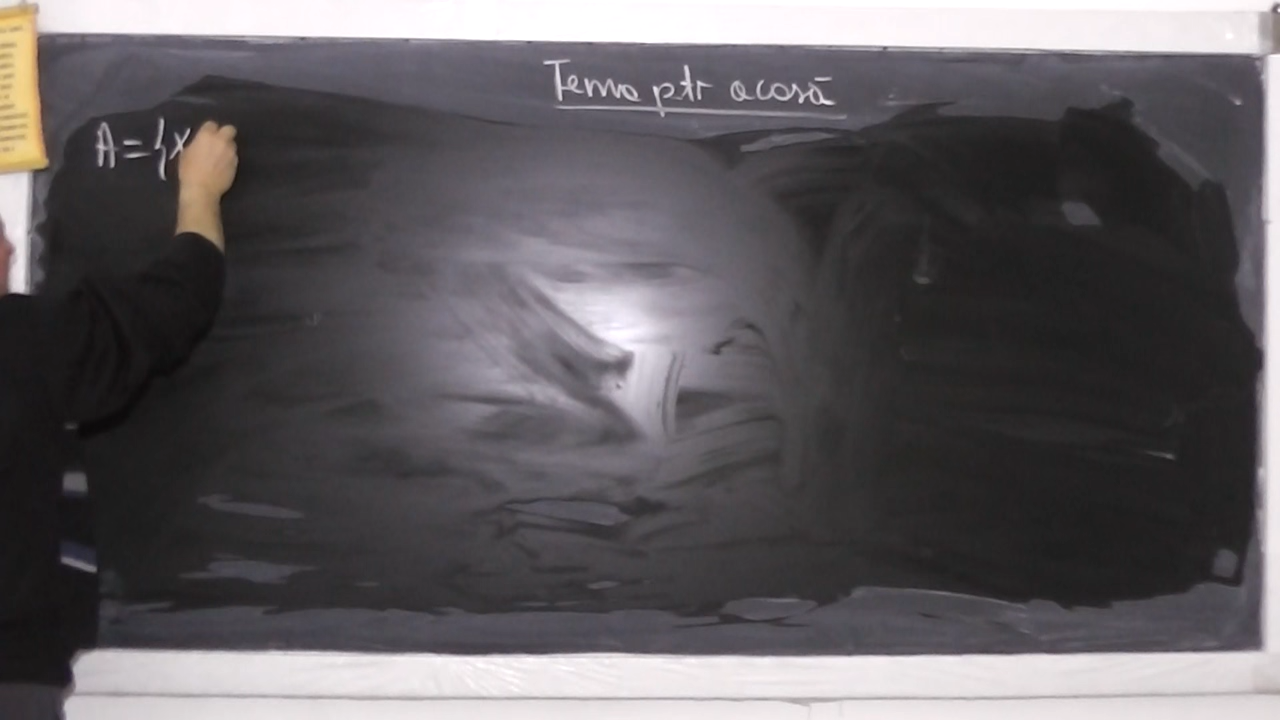 Tema ptr acasă
A = {x